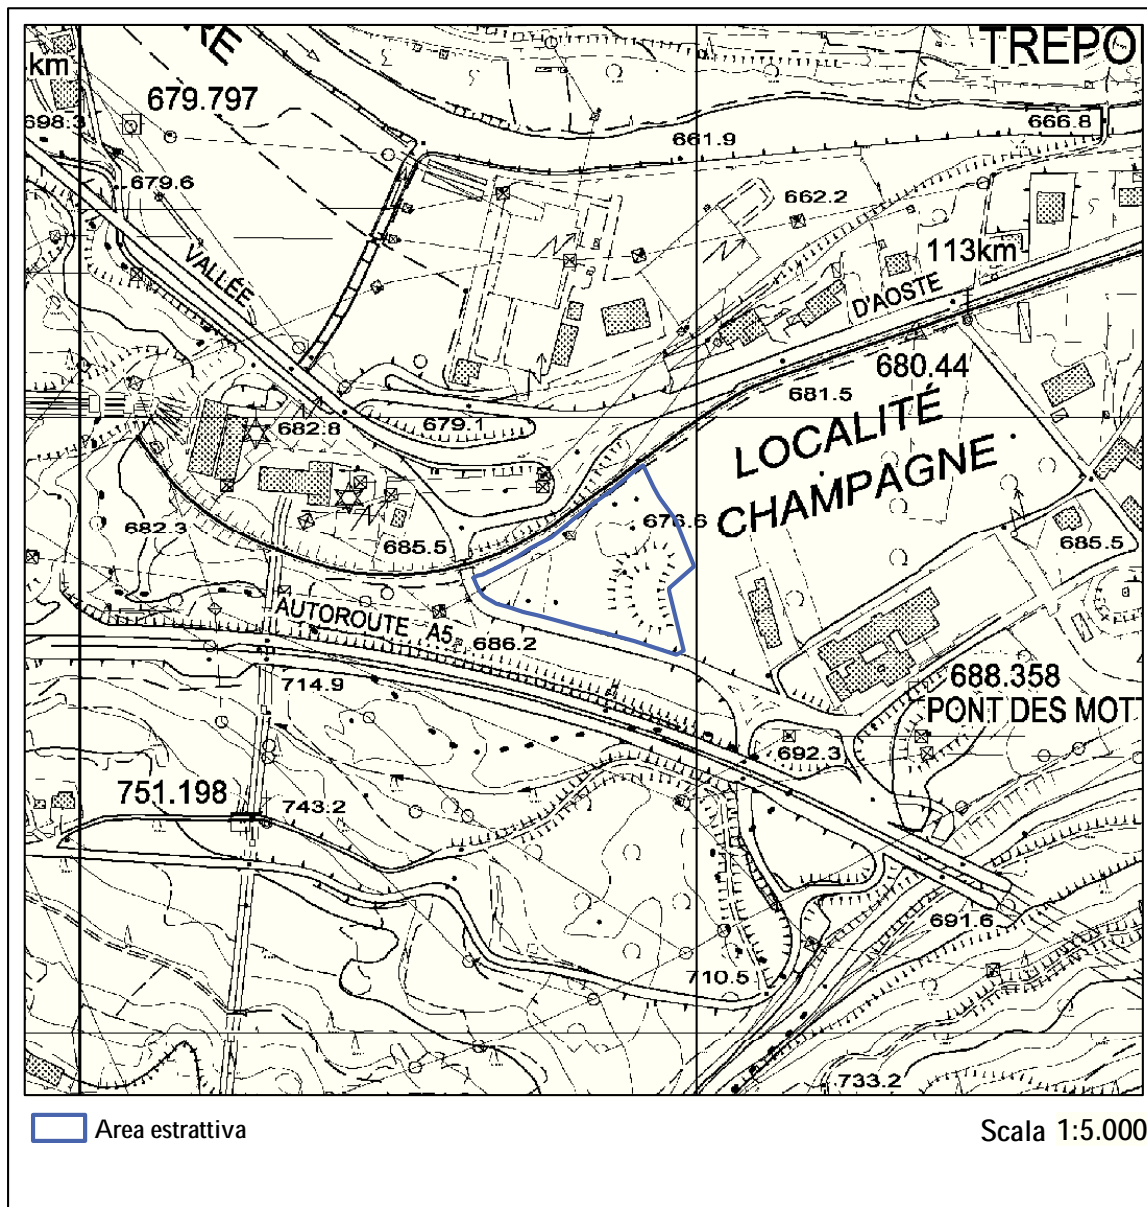 RE
TREPO
km
679.797
698.3
661.9
666.8
679.6
662.2
VALLÉE
113km
D'AOSTE
680.44
681.5
682.8
679.1
LOCALITÉ
CHAMPAGNE
676.6
682.3
685.5
685.5
AUTOROUTE A5
686.2
714.9
688.358
PONT DES MOTT
692.3
751.198
743.2
691.6
710.5
733.2
Area estrattiva
Scala 1:5.000